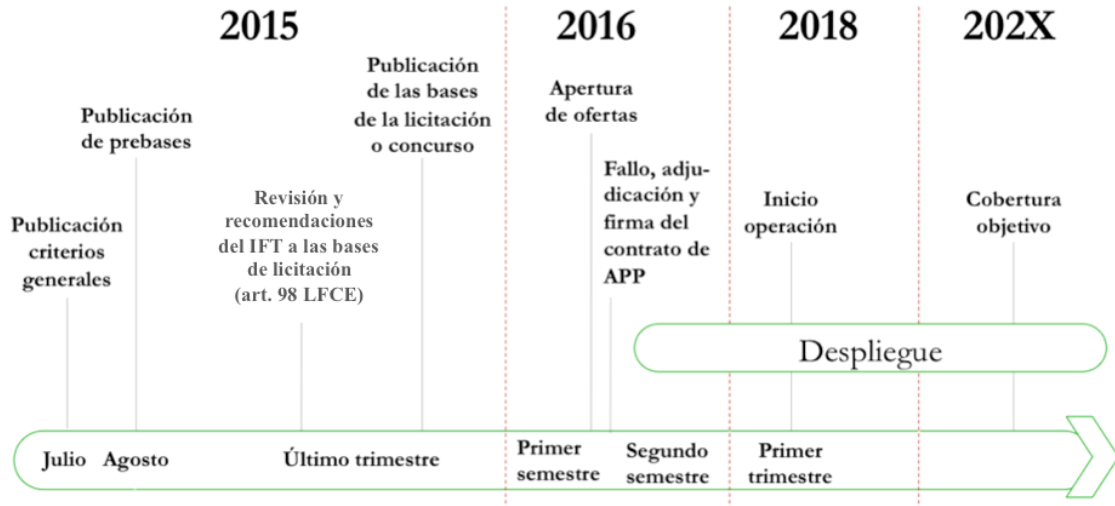 2015
2016
2018
202X
Publicación
criterios
generales
Publicación
de prebases
Revisión y
recomendaciones
del IFT a las bases
de licitación
(art. 98 LFCE)
Publicación
de las bases
de la licitación
o concurso
Apertura
de ofertas
Fallo, adju-
dicación y
firma del
contrato de
APP
Inicio
operación
Cobertura
objetivo
Despliegue
Julio
Agosto
Último trimestre
Primer
semestre
Segundo
semestre
Primer
trimestre